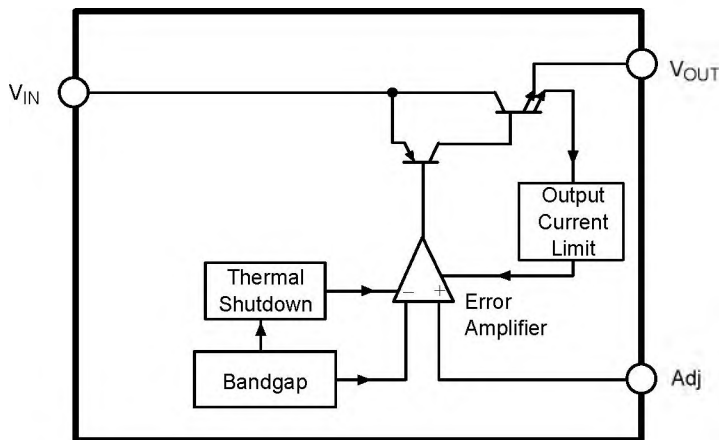 V_IN
V_OUT
Output
Current
Limit
Thermal
Shutdown
− +
Error
Amplifier
Bandgap
Adj